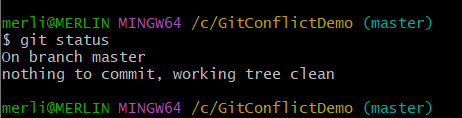 merli@MERLIN MINGW64 /c/GitConflictDemo (master)
$ git status
On branch master
nothing to commit, working tree clean
merli@MERLIN MINGW64 /c/GitConflictDemo (master)